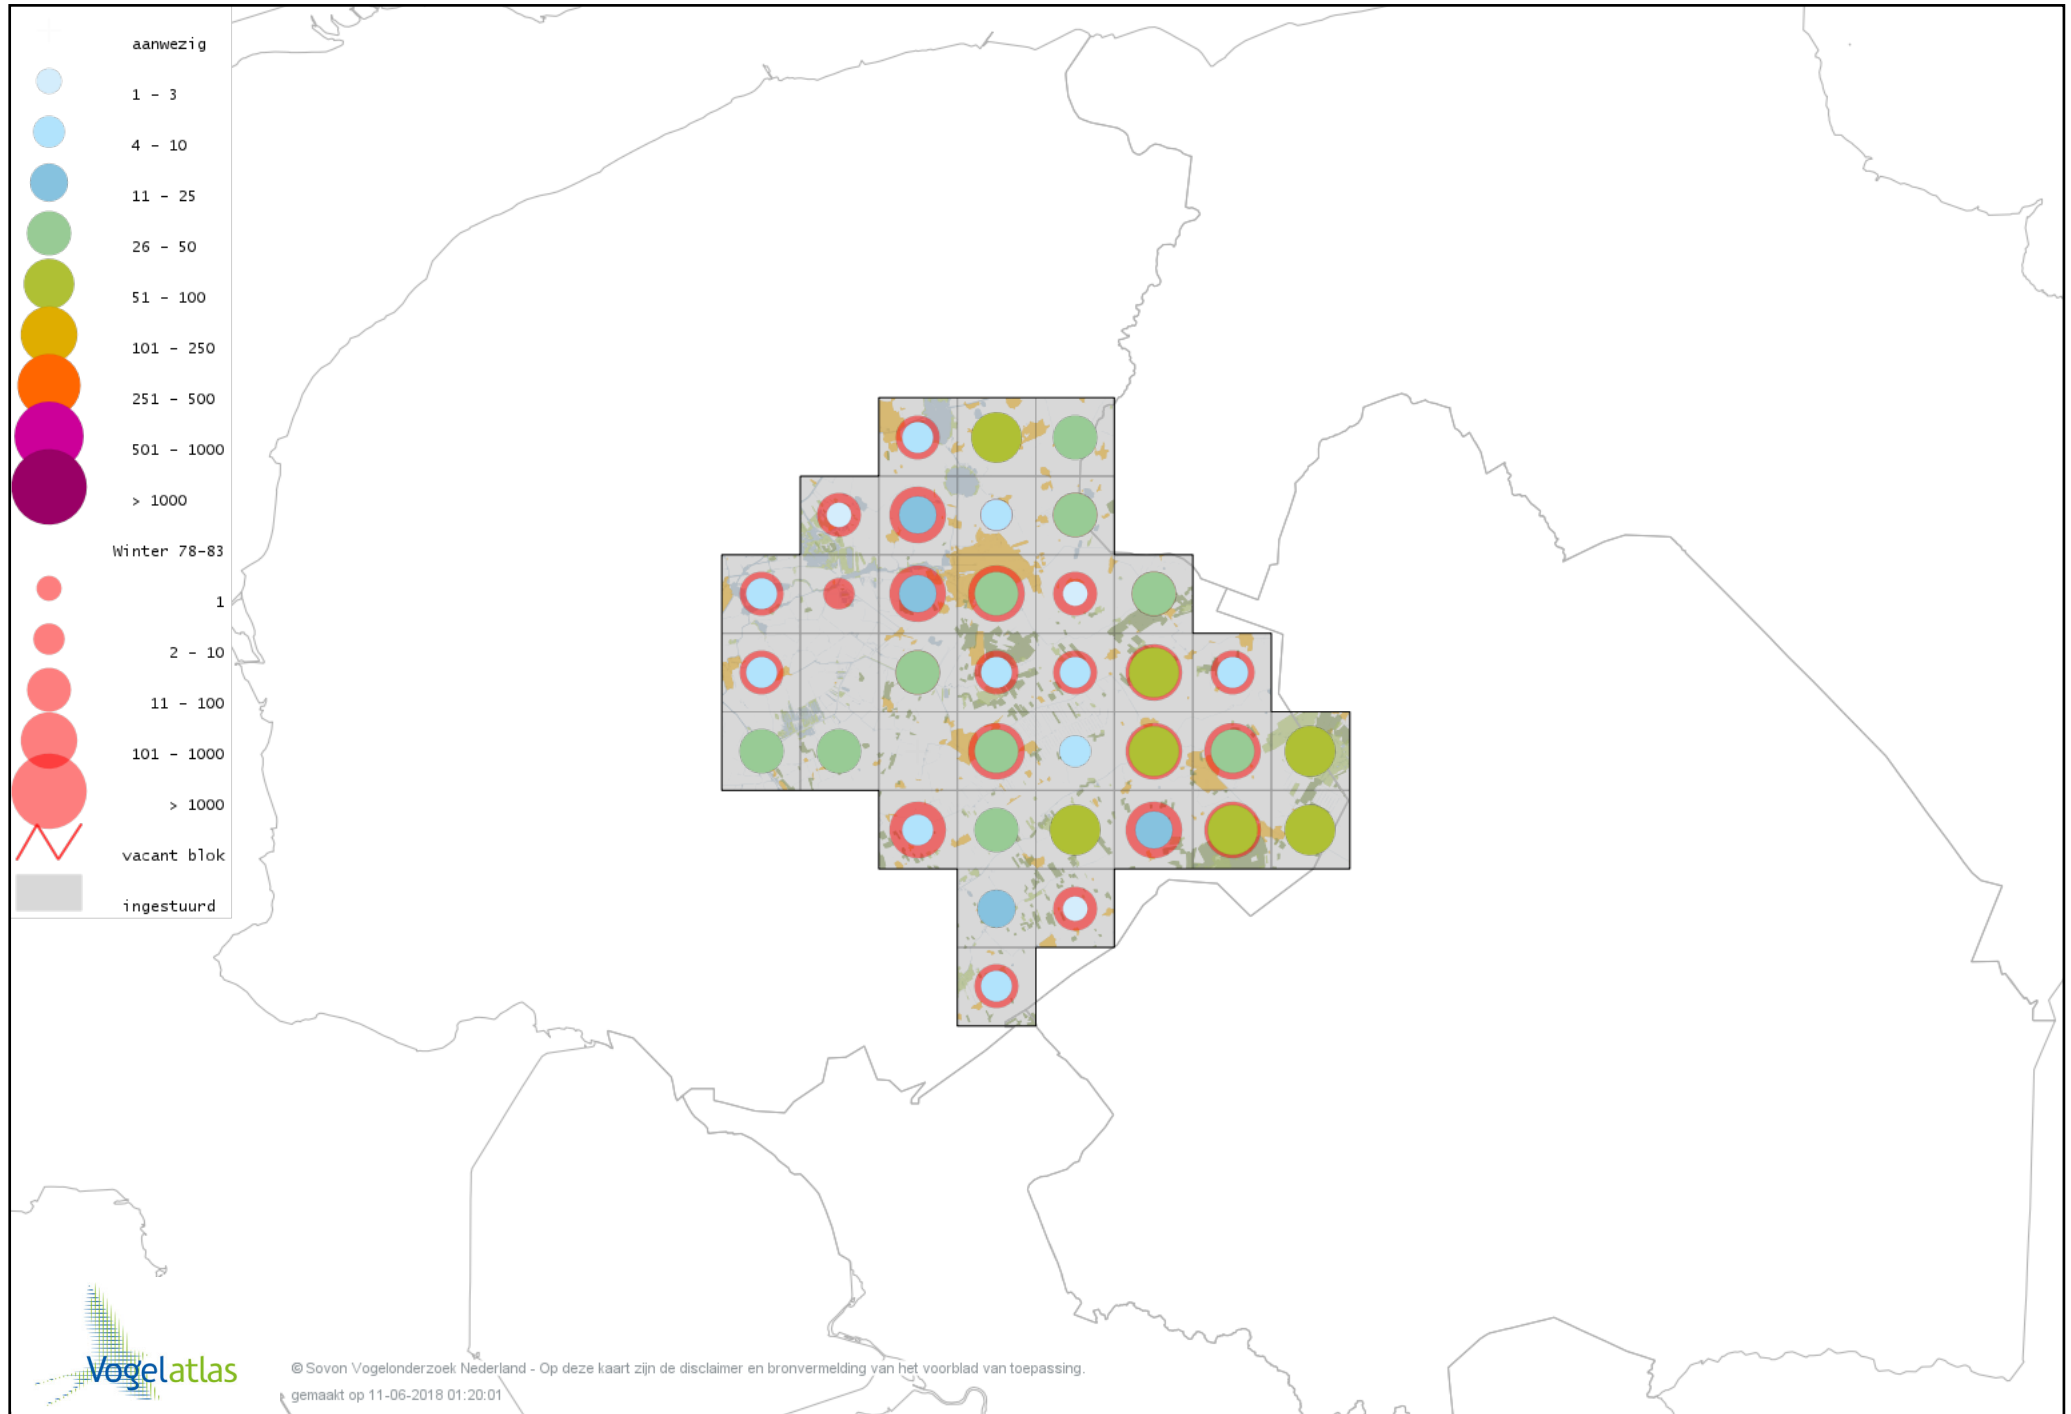 aanwezig
1 - 3
4 - 10
11 - 25
26 - 50
51 - 100
101 - 250
251 - 500
501 - 1000
> 1000
Winter 78-83
1
2 - 10
11 - 100
101 - 1000
> 1000
vacant blok
ingestuurd
Vogelatlas
© Sovon Vogelonderzoek Nederland - Op deze kaart zijn de disclaimer en bronvermelding van het voorblad van toepassing.
gemaakt op 11-06-2018 01:20:01